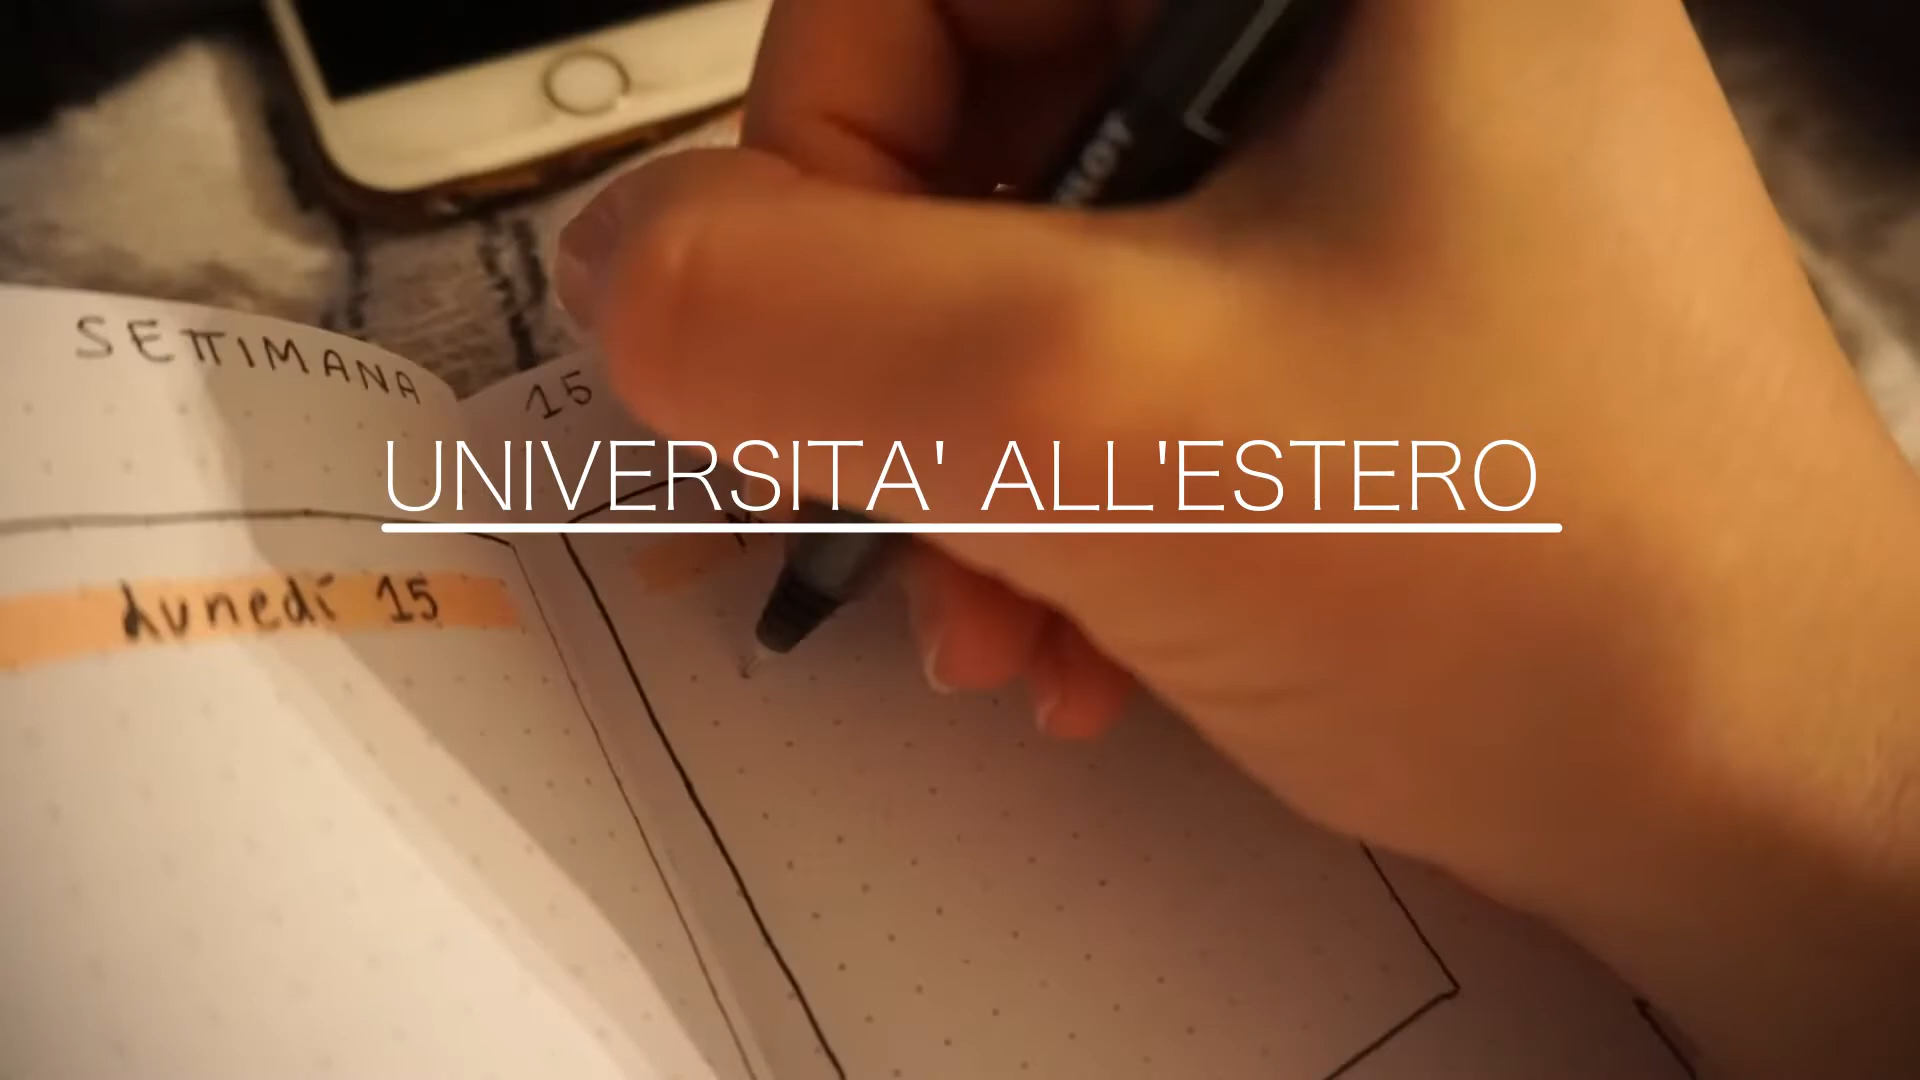 SETTIMANA 15
UNIVERSITA' ALL'ESTERO
Lunedì 15